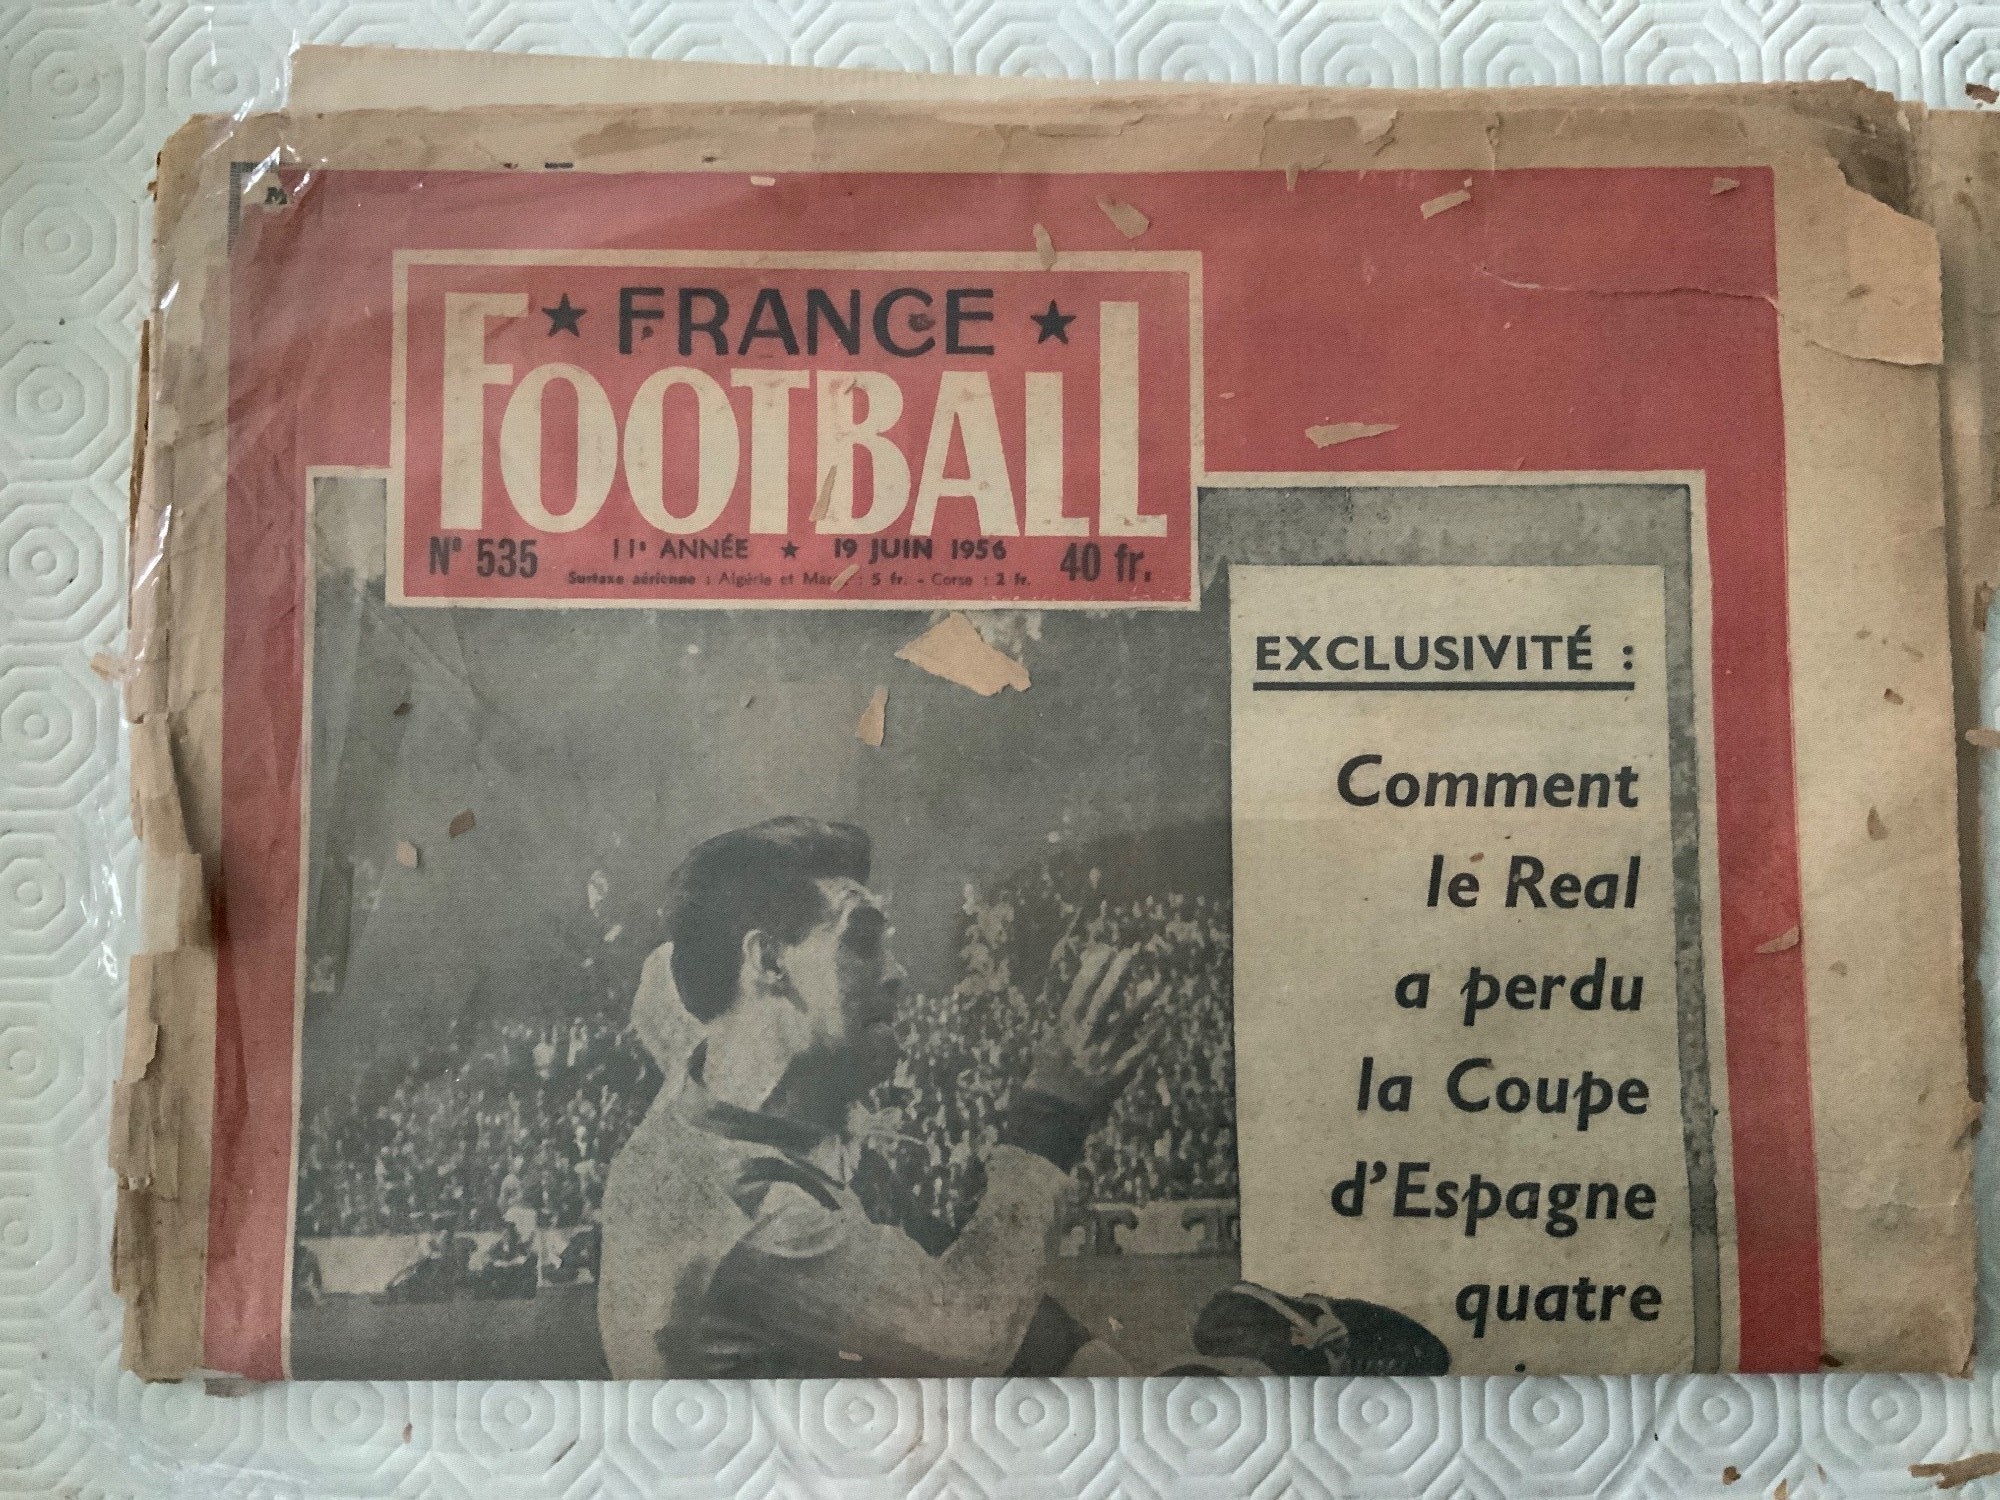 M
★ FRANCE ★
FOOTBALL
N° 535 11e ANNÉE ★ 19 JUIN 1956 40 fr.
Surtaxe aérienne : Algérie et : 5 fr. - Corse : 2 fr.
EXCLUSIVITÉ :
Comment
le Real
a perdu
la Coupe
d'Espagne
quatre